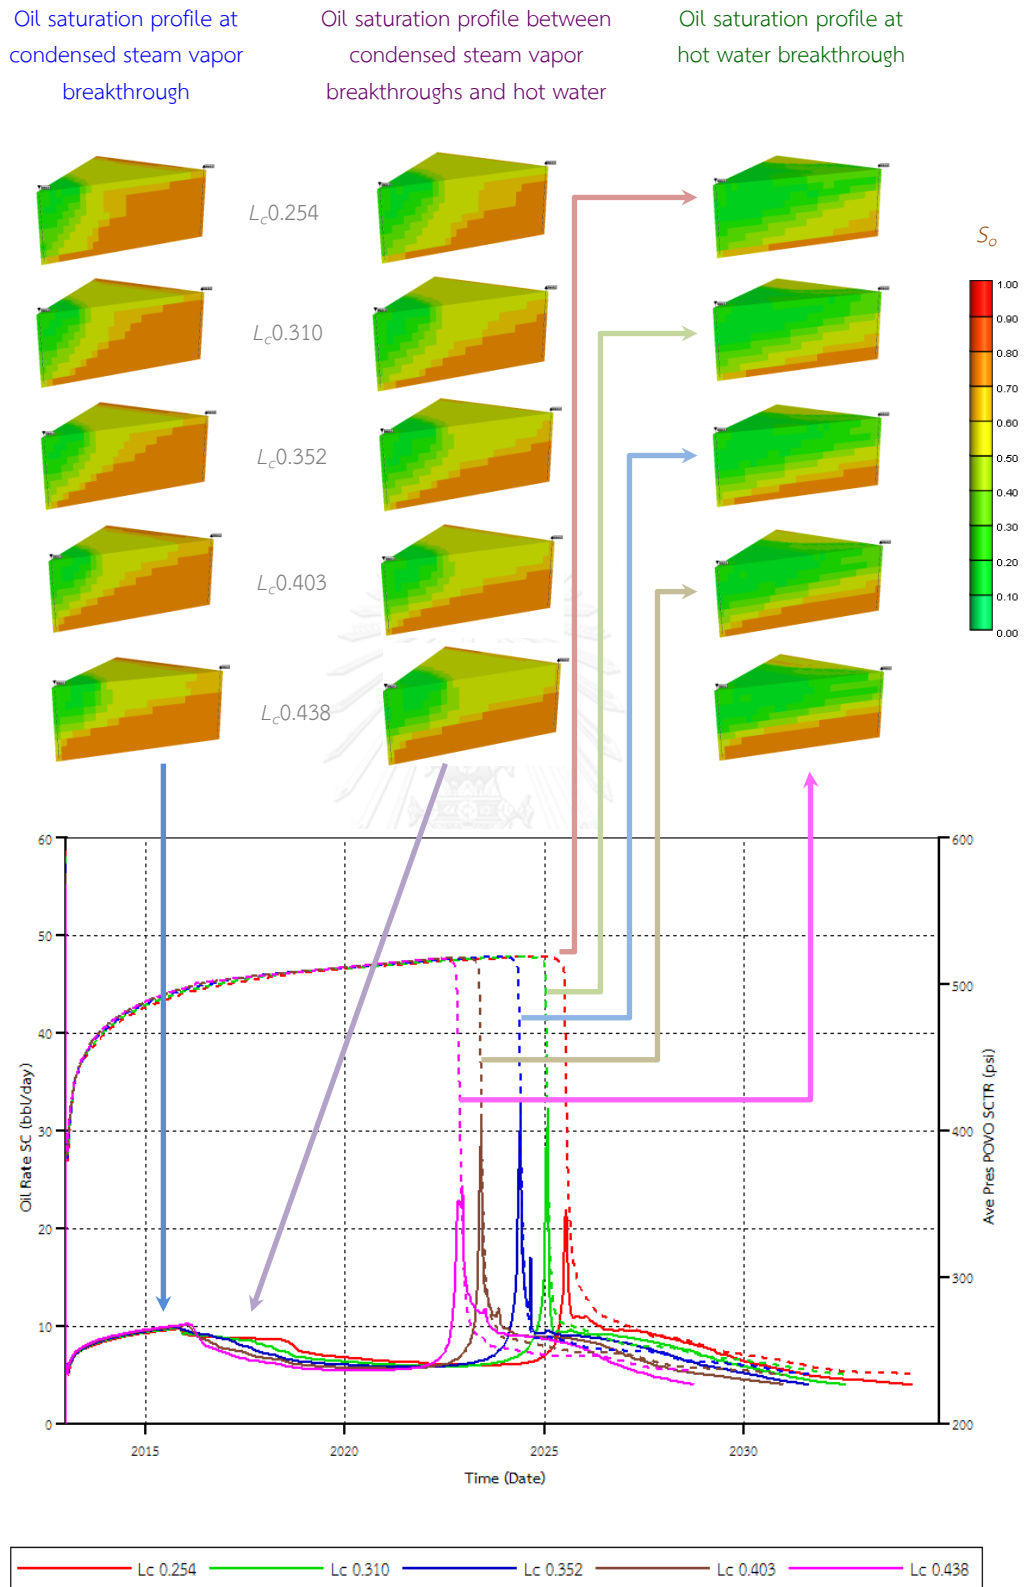 Oil saturation profile at
condensed steam vapor
breakthrough
Oil saturation profile between
condensed steam vapor
breakthroughs and hot water
Oil saturation profile at
hot water breakthrough
Lc0.254
Lc0.310
Lc0.352
Lc0.403
Lc0.438
So
1.00
0.90
0.80
0.70
0.60
0.50
0.40
0.30
0.20
0.10
0.00
60
50
40
30
20
10
0
Oil Rate SC (bbl/day)
600
500
400
300
200
Ave Pres POVO SCTR (psi)
2015
2020
2025
2030
Time (Date)
Lc 0.254
Lc 0.310
Lc 0.352
Lc 0.403
Lc 0.438